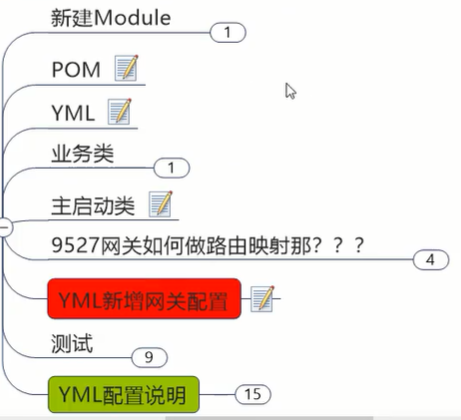 新建Module
1
POM
YML
业务类
1
主启动类
9527网关如何做路由映射那？？？
4
YML新增网关配置
测试
9
YML配置说明
15